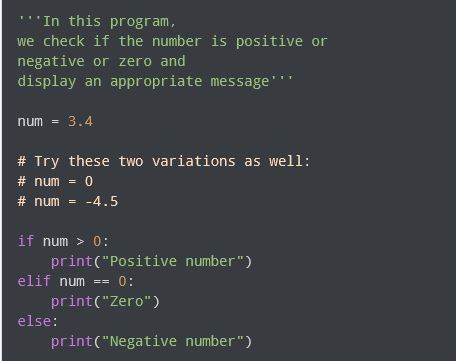 '''In this program,
we check if the number is positive or
negative or zero and
display an appropriate message'''

num = 3.4

# Try these two variations as well:
# num = 0
# num = -4.5

if num > 0:
    print("Positive number")
elif num == 0:
    print("Zero")
else:
    print("Negative number")